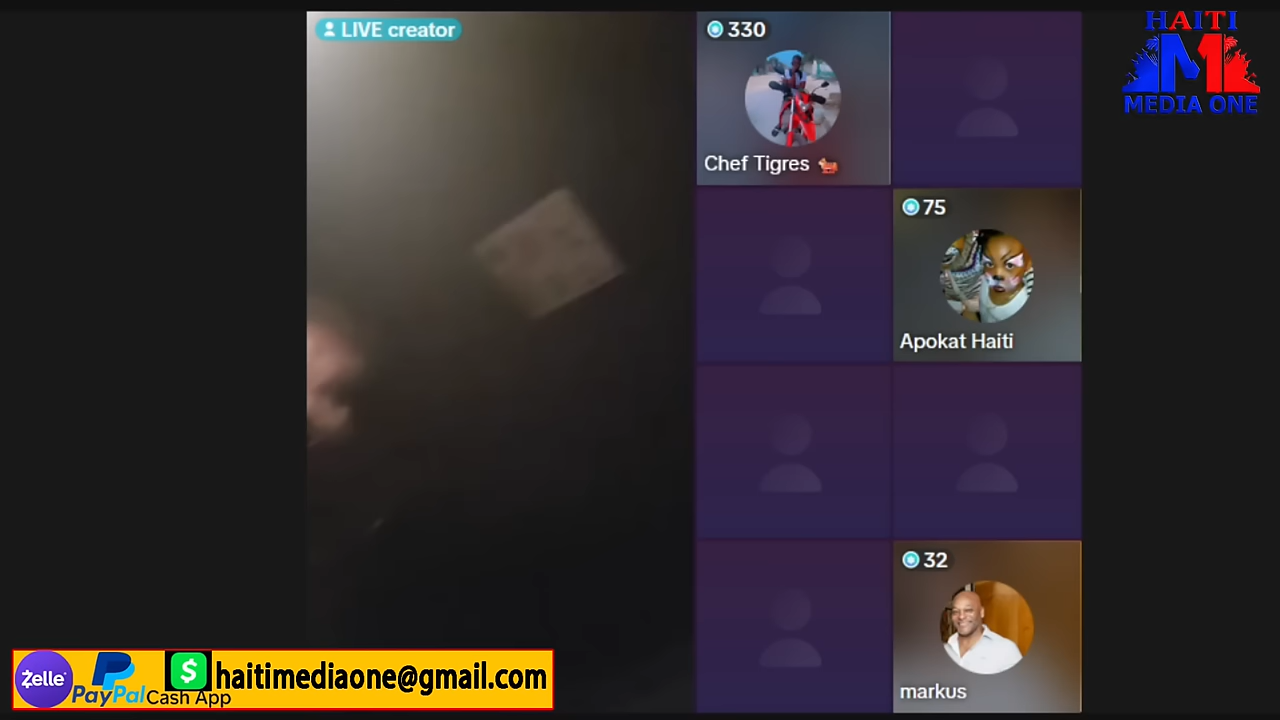 LIVE creator
330
Chef Tigres
75
Apokat Haiti
32
markus
HAITI
M1
MEDIA ONE
Zelle
PayPal
$
Cash App
haitimediaone@gmail.com